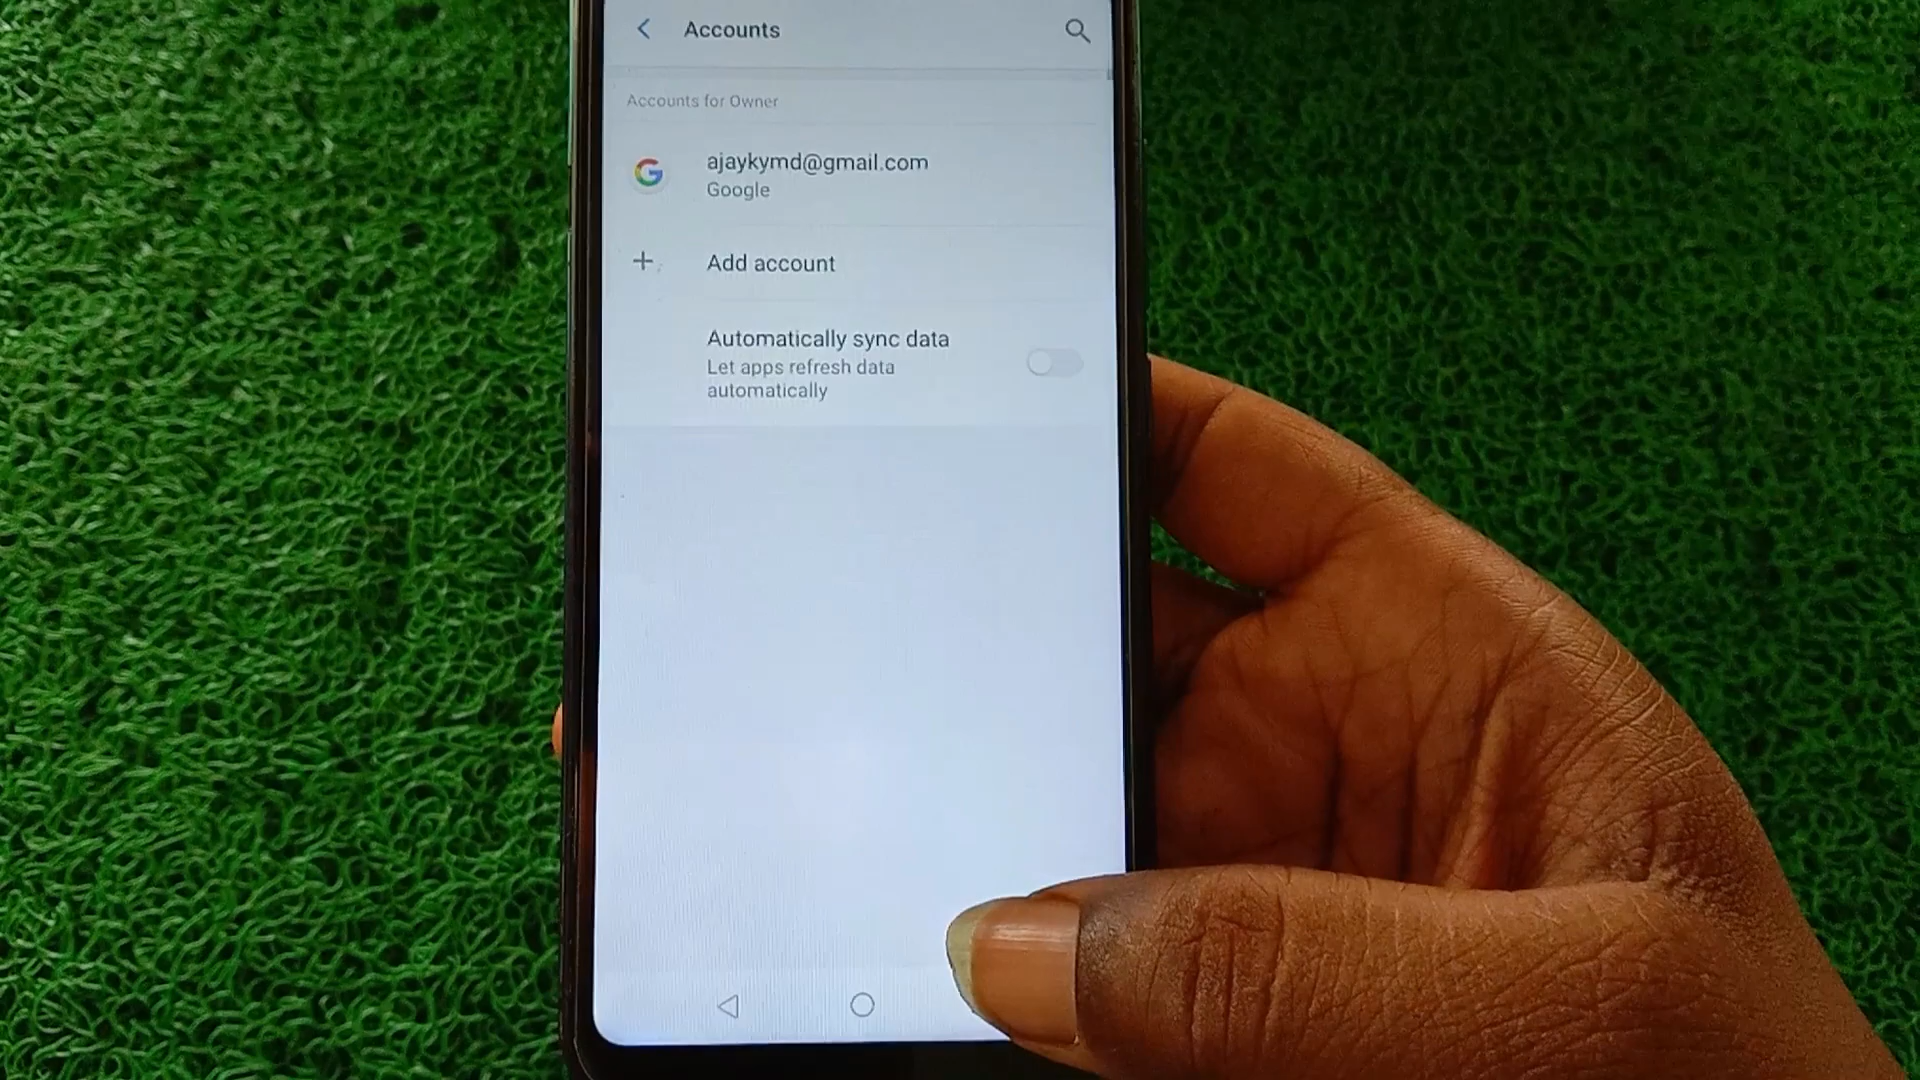 Accounts
Accounts for Owner
ajaykymd@gmail.com
Google
Add account
Automatically sync data
Let apps refresh data
automatically